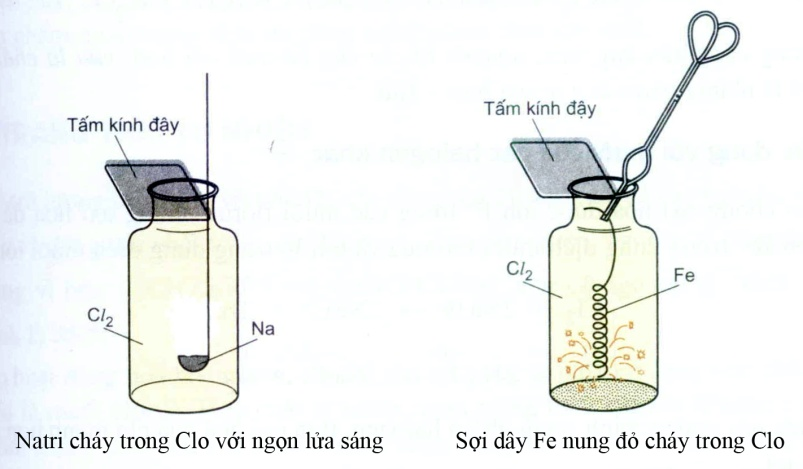 Tấm kính đậy
Cl2
Na
Natri cháy trong Clo với ngọn lửa sáng
Tấm kính đậy
Cl2
Fe
Sợi dây Fe nung đỏ cháy trong Clo